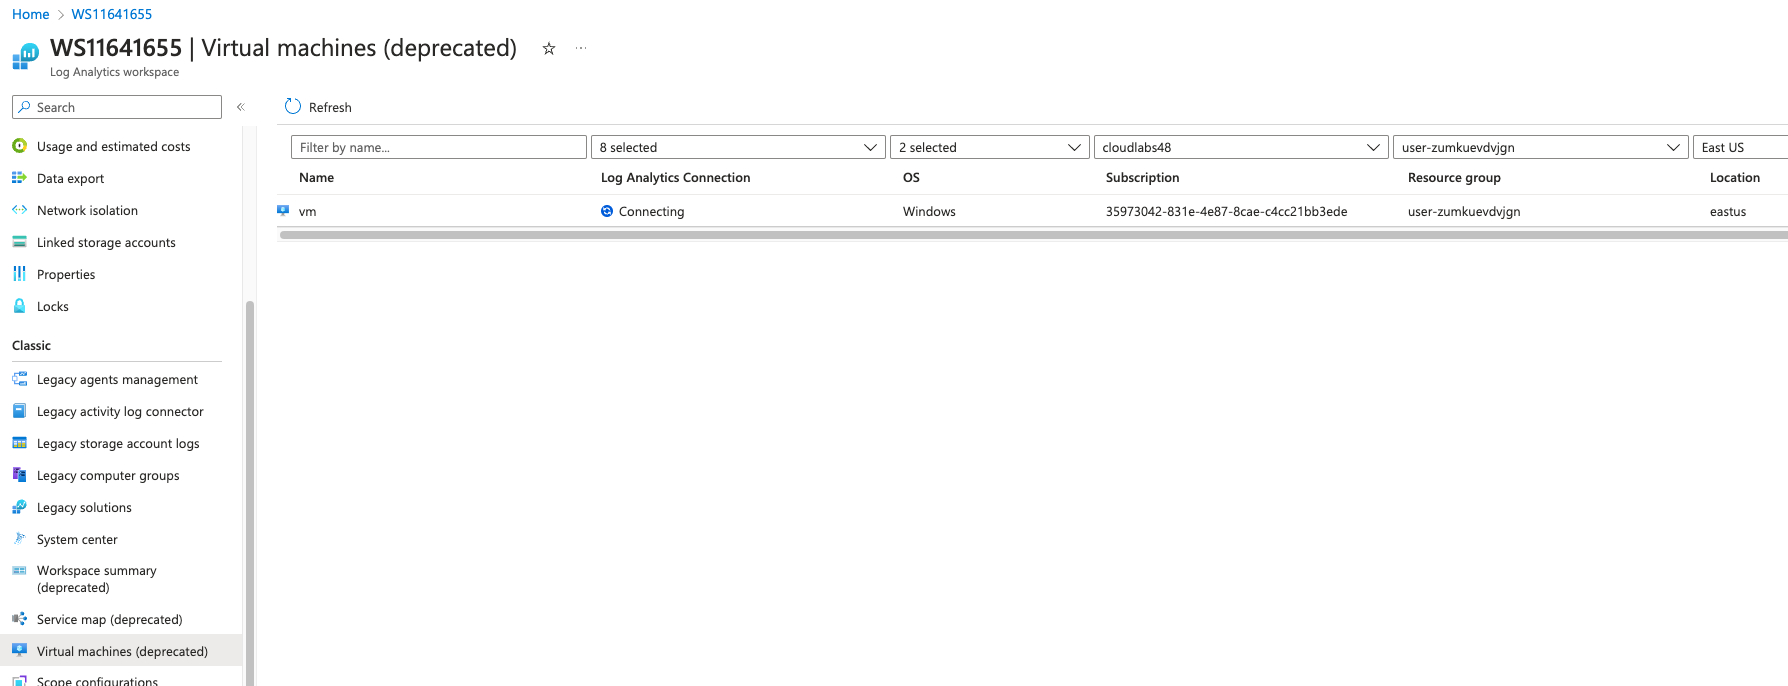 Home > WS11641655
WS11641655 | Virtual machines (deprecated)
Log Analytics workspace
Search
Usage and estimated costs
Data export
Network isolation
Linked storage accounts
Properties
Locks
Classic
Legacy agents management
Legacy activity log connector
Legacy storage account logs
Legacy computer groups
Legacy solutions
System center
Workspace summary
(deprecated)
Service map (deprecated)
Virtual machines (deprecated)
Scope configurations
Refresh
Filter by name... 8 selected 2 selected cloudlabs48 user-zumkuevdvjgn East US
Name Log Analytics Connection OS Subscription Resource group Location
vm Connecting Windows 35973042-831e-4e87-8cae-c4cc21bb3ede user-zumkuevdvjgn eastus